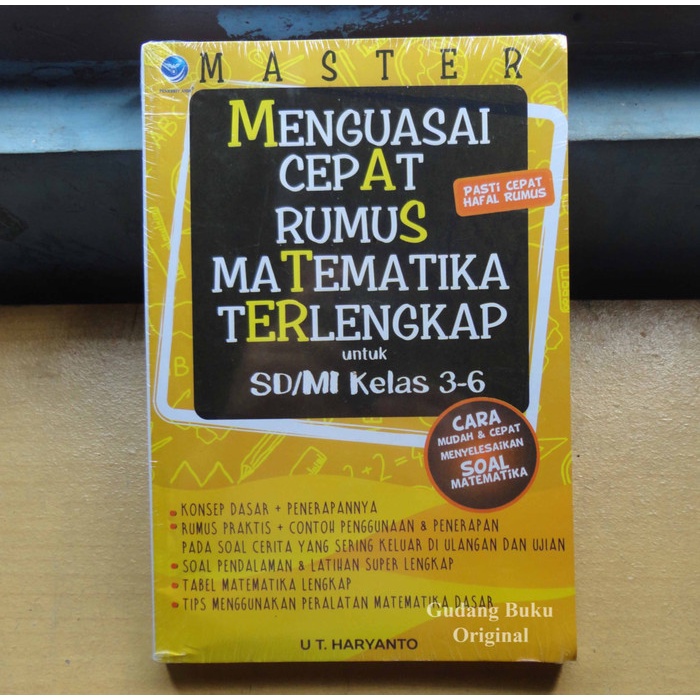 MASTER
MENGUASAI
CEPAT
RUMUS
MATEMATIKA
TERLENGKAP
untuk
SD/MI Kelas 3-6
PASTI CEPAT
HAFAL RUMUS
CARA
MUDAH & CEPAT
MENYELESAIKAN
SOAL
MATEMATIKA
• KONSEP DASAR + PENERAPANNYA
• RUMUS PRAKTIS + CONTOH PENGGUNAAN & PENERAPAN
PADA SOAL CERITA YANG SERING KELUAR DI ULANGAN DAN UJIAN
• SOAL PENDALAMAN & LATIHAN SUPER LENGKAP
• TABEL MATEMATIKA LENGKAP
• TIPS MENGGUNAKAN PERALATAN MATEMATIKA DASAR
Gudang Buku
Original
U T. HARYANTO